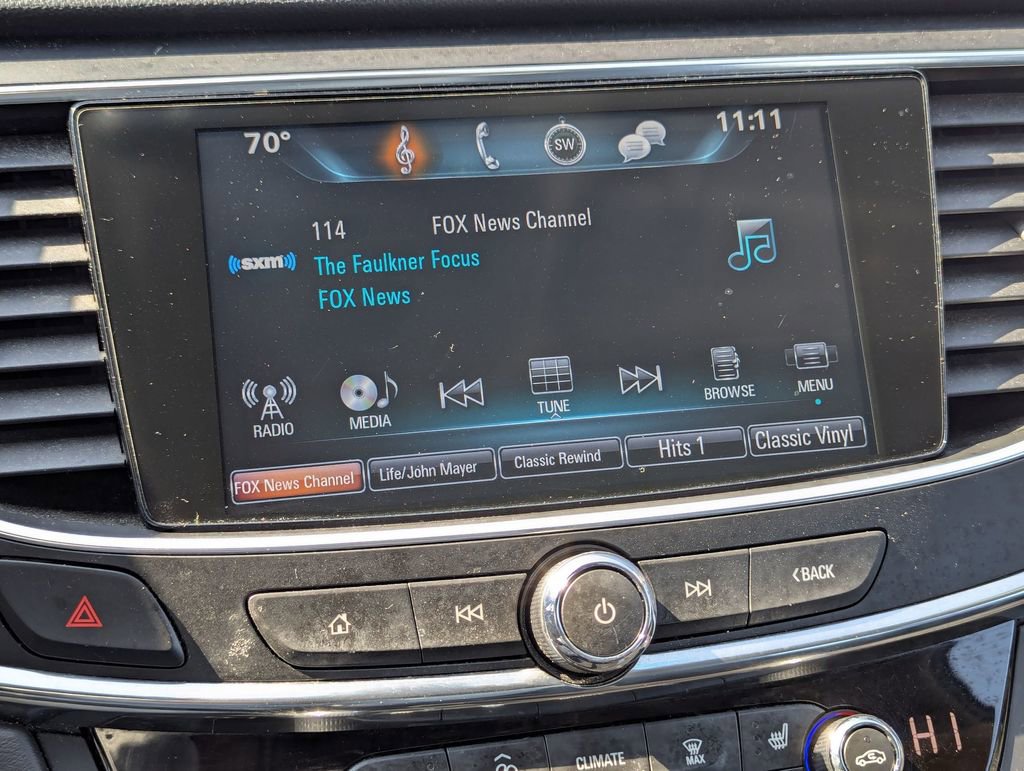 70°
SW
11:11
114 FOX News Channel
sxm
The Faulkner Focus
FOX News
RADIO MEDIA TUNE BROWSE MENU
FOX News Channel Life/John Mayer Classic Rewind Hits 1 Classic Vinyl
<BACK
CLIMATE MAX
HI